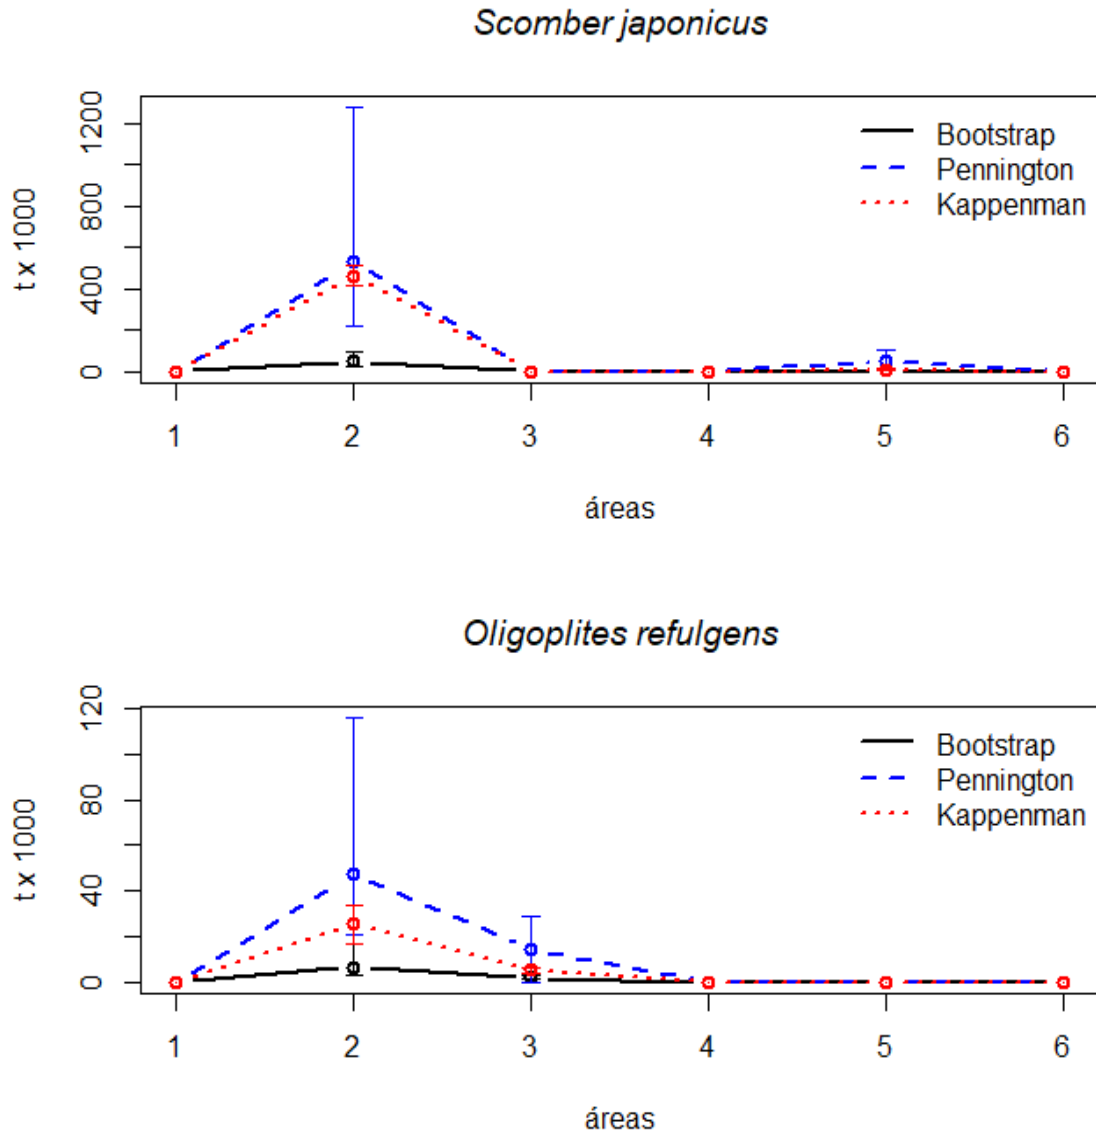 Scomber japonicus
1200
800
400
0
t x 1000
Bootstrap
Pennington
Kappenman
1 2 3 4 5 6
áreas
Oligoplites refulgens
120
80
40
0
t x 1000
Bootstrap
Pennington
Kappenman
1 2 3 4 5 6
áreas